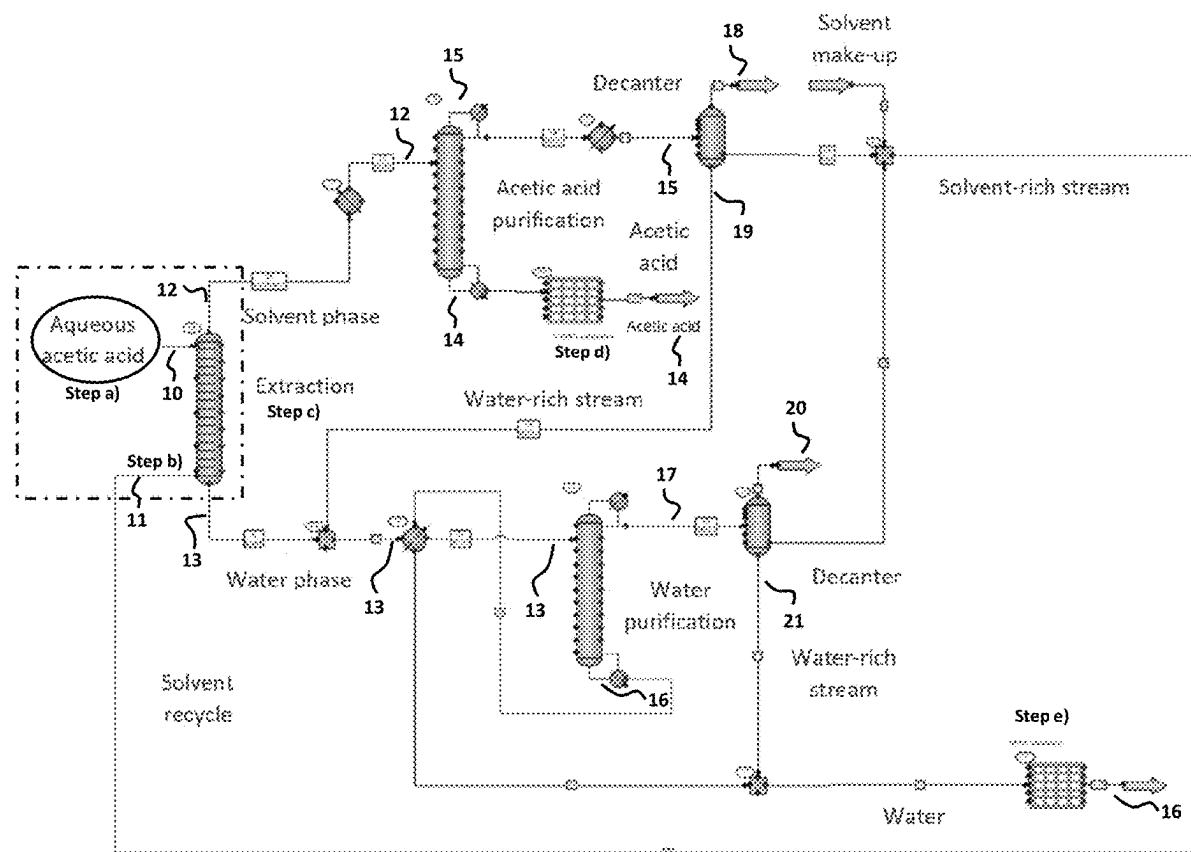 18
Solvent
make-up
15
Decanter
12
Acetic acid
purification
15
19
Solvent-rich stream
Acetic
acid
12
Solvent phase
14
Acetic acid
Step d)
14
Aqueous
acetic acid
Step a)
10
Extraction
Step c)
Water-rich stream
20
Step b)
11
17
13
Water phase
13
13
Water
purification
Decanter
21
Water-rich
stream
Solvent
recycle
16
Step e)
Water
16